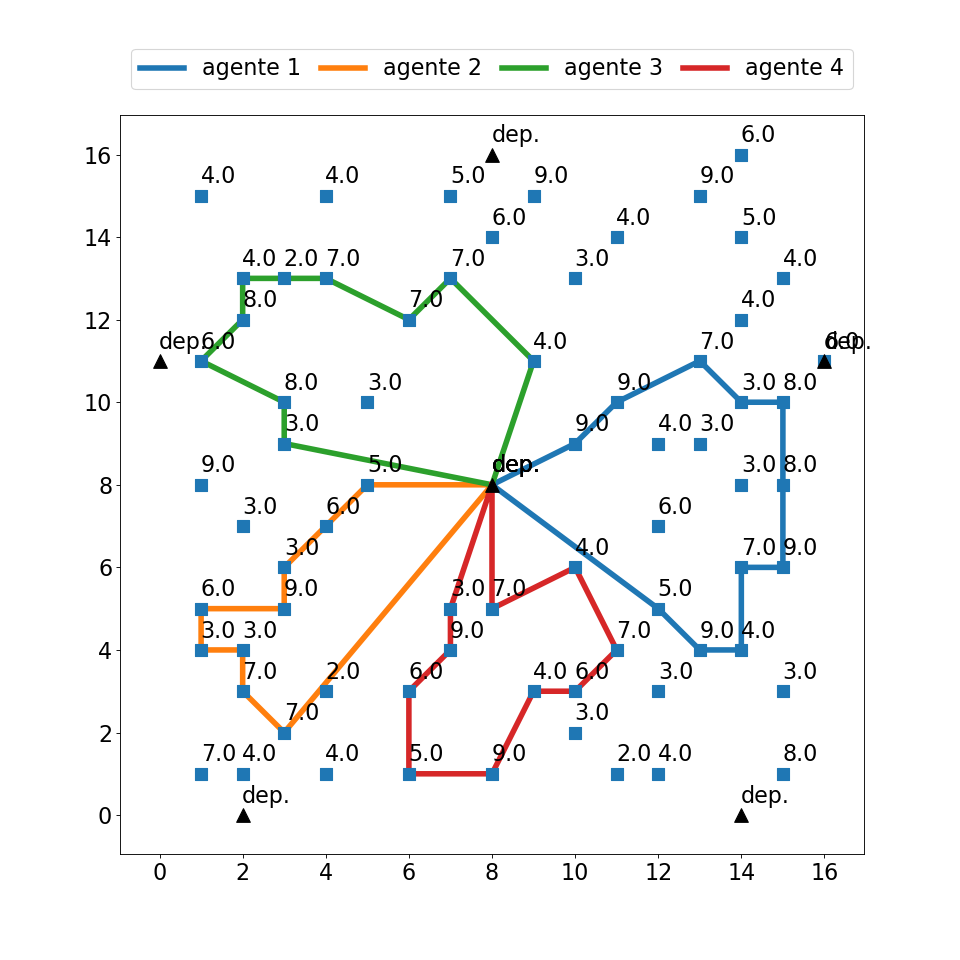 agente 1 agente 2 agente 3 agente 4
dep. 6.0
16
4.0 4.0 5.0 9.0 9.0
6.0 4.0 5.0
14
4.0 2.0 7.0 7.0 3.0 4.0
8.0 7.0 4.0
12
dep. 6.0 4.0 7.0 6.0 dep.
8.0 3.0 9.0 3.0 8.0
10
3.0 9.0 4.0 3.0
9.0 5.0 dep. 3.0 8.0
8
3.0 6.0 6.0
3.0 4.0 7.0 9.0
6
6.0 9.0 3.0 7.0 5.0
3.0 3.0 9.0 7.0 9.0 4.0
4
7.0 2.0 6.0 4.0 6.0 3.0 3.0
7.0 3.0
2
7.0 4.0 4.0 5.0 9.0 2.0 4.0 8.0
dep. dep.
0
0 2 4 6 8 10 12 14 16